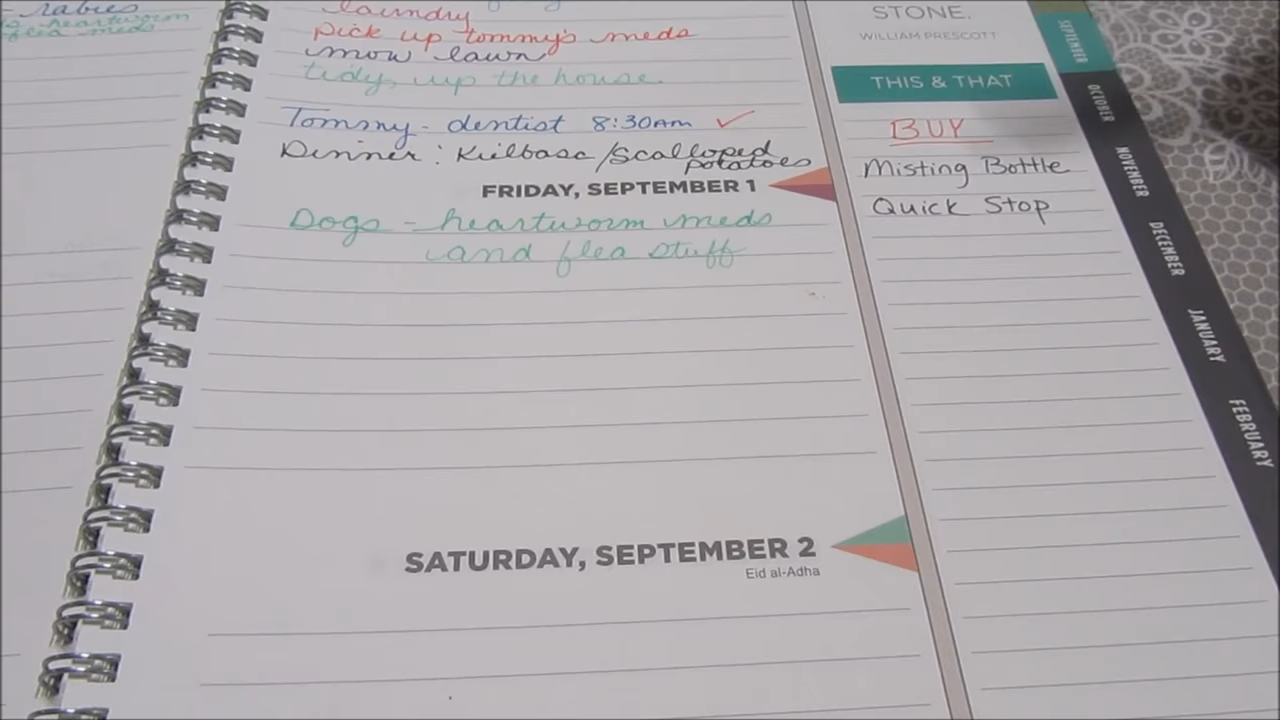 rabies
heartworm
flea meds
laundry
pick up tommy's meds
mow lawn
tidy up the house
Tommy - dentist 8:30AM ✓
Dinner: Kielbasa/Scalloped
potatoes
FRIDAY, SEPTEMBER 1
Dogs - heartworm meds
and flea stuff
SATURDAY, SEPTEMBER 2
Eid al-Adha
STONE.
WILLIAM PRESCOTT
THIS & THAT
BUY
Misting Bottle
Quick Stop
SEPTEMBER
OCTOBER
NOVEMBER
DECEMBER
JANUARY
FEBRUARY